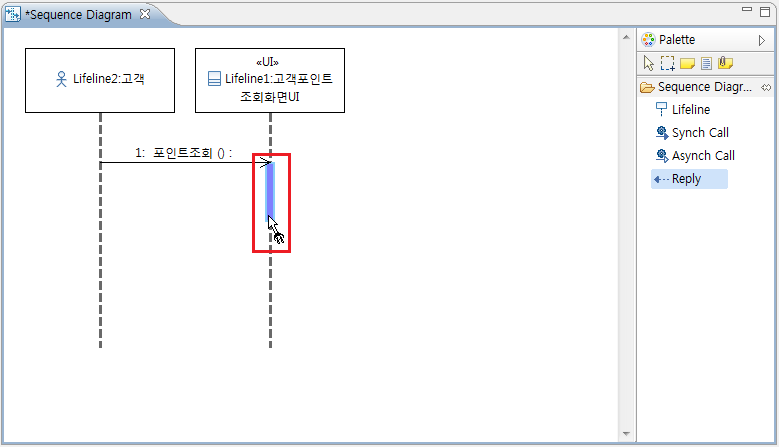 *Sequence Diagram
Lifeline2:고객
«UI»
Lifeline1:고객포인트
조회화면UI
1: 포인트조회 () :
Palette
Sequence Diagr...
Lifeline
Synch Call
Asynch Call
Reply